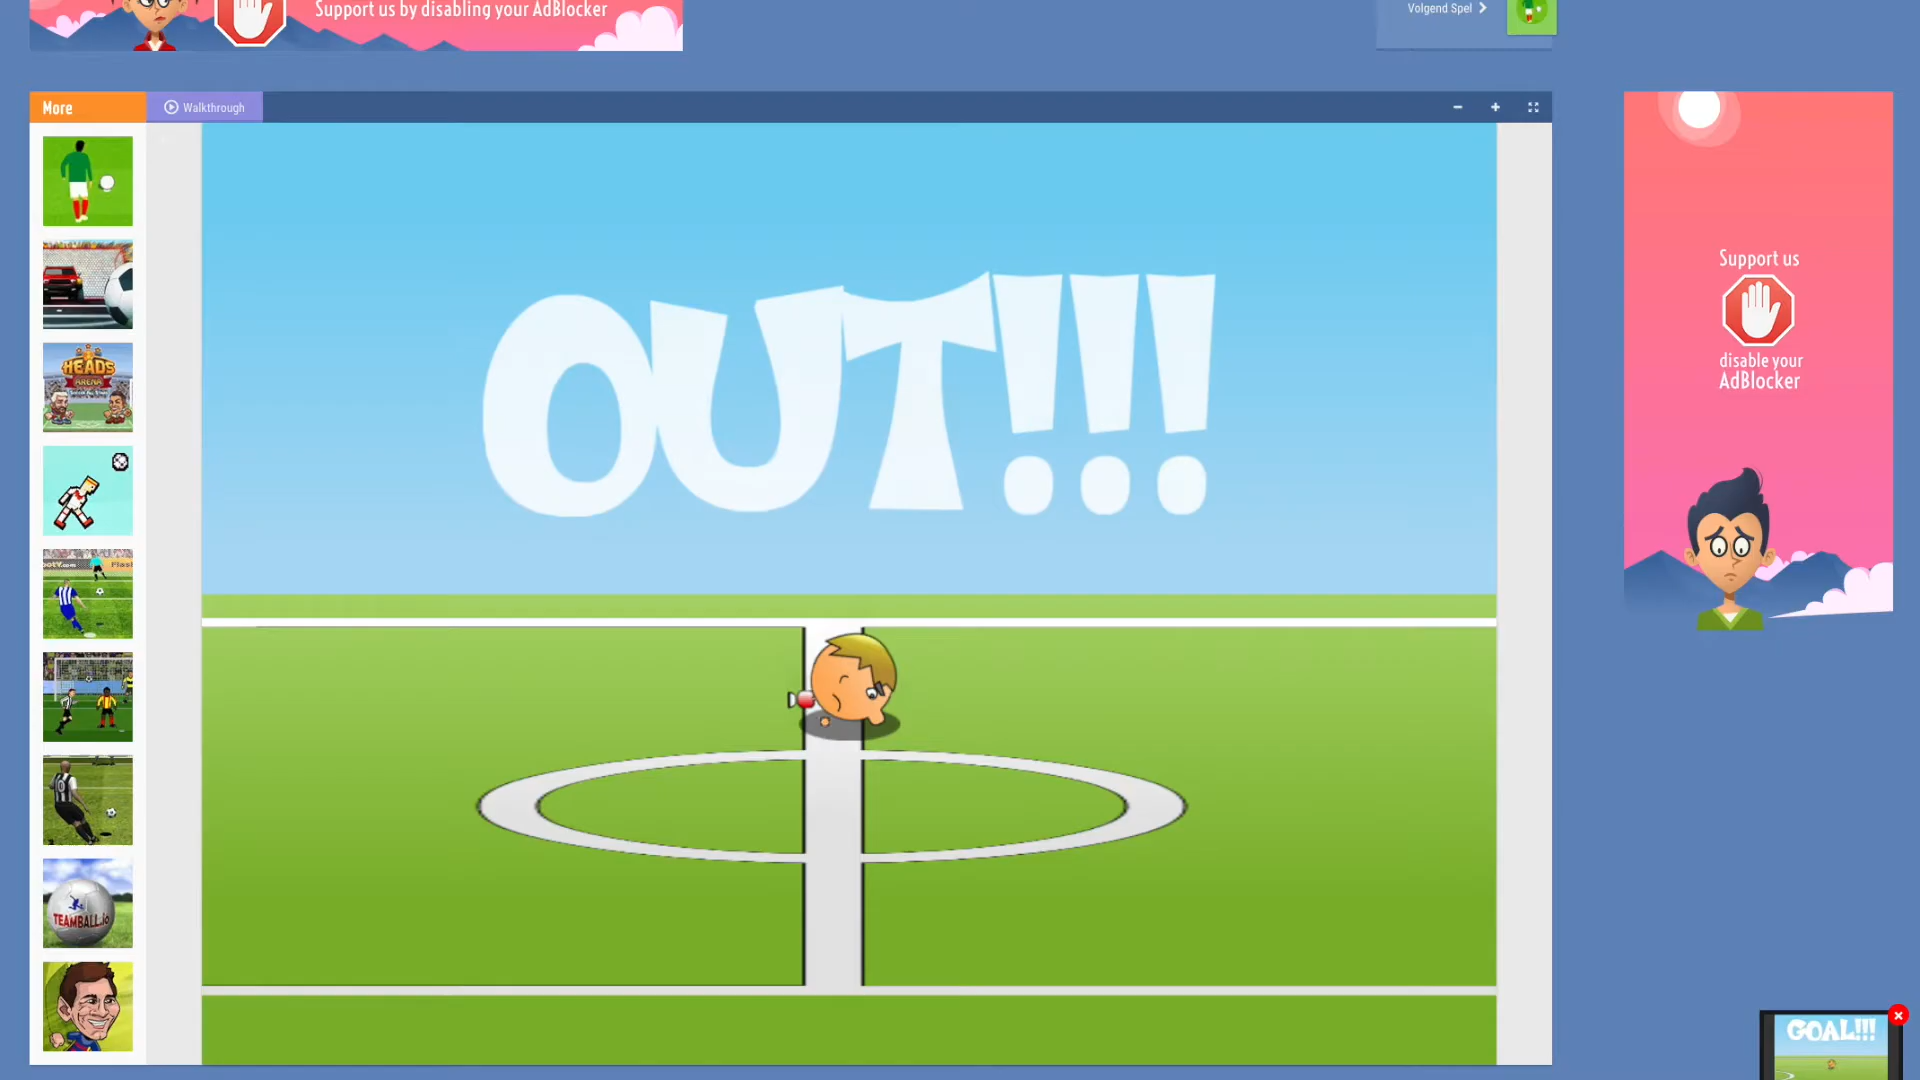 Support us by disabling your AdBlocker
Volgend Spel
More
Walkthrough
OUT!!!
Support us
disable your
AdBlocker
HEADS
ARENA
TEAMBALL.io
10
GOAL!!!